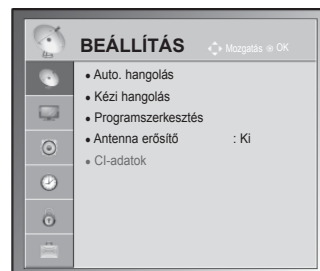 BEÁLLÍTÁS Mozgatás OK
• Auto. hangolás
• Kézi hangolás
• Programszerkesztés
• Antenna erősítő : Ki
• CI-adatok